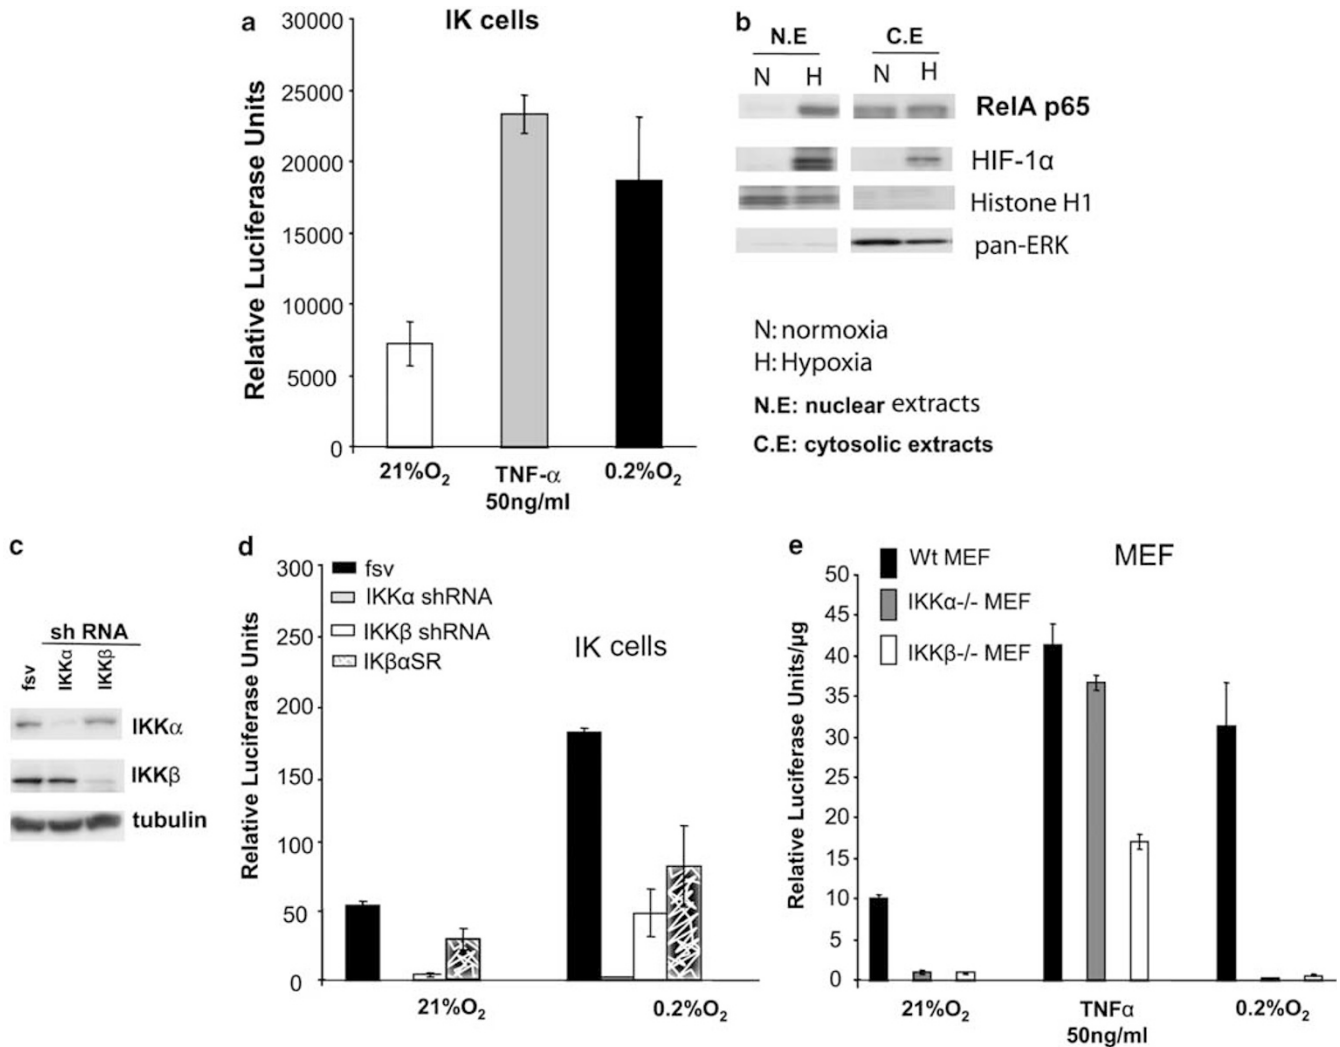 a
IK cells
Relative Luciferase Units
30000
25000
20000
15000
10000
5000
0
21%O₂
TNF-α
50ng/ml
0.2%O₂
b
N.E
C.E
N
H
N
H
RelA p65
HIF-1α
Histone H1
pan-ERK
N: normoxia
H: Hypoxia
N.E: nuclear extracts
C.E: cytosolic extracts
c
sh RNA
fsv
IKKα
IKKβ
IKKα
IKKβ
tubulin
d
fsv
IKKα shRNA
IKKβ shRNA
IKβαSR
IK cells
Relative Luciferase Units
300
250
200
150
100
50
0
21%O₂
0.2%O₂
e
MEF
Wt MEF
IKKα-/- MEF
IKKβ-/- MEF
Relative Luciferase Units/µg
50
45
40
35
30
25
20
15
10
5
0
21%O₂
TNFα
50ng/ml
0.2%O₂